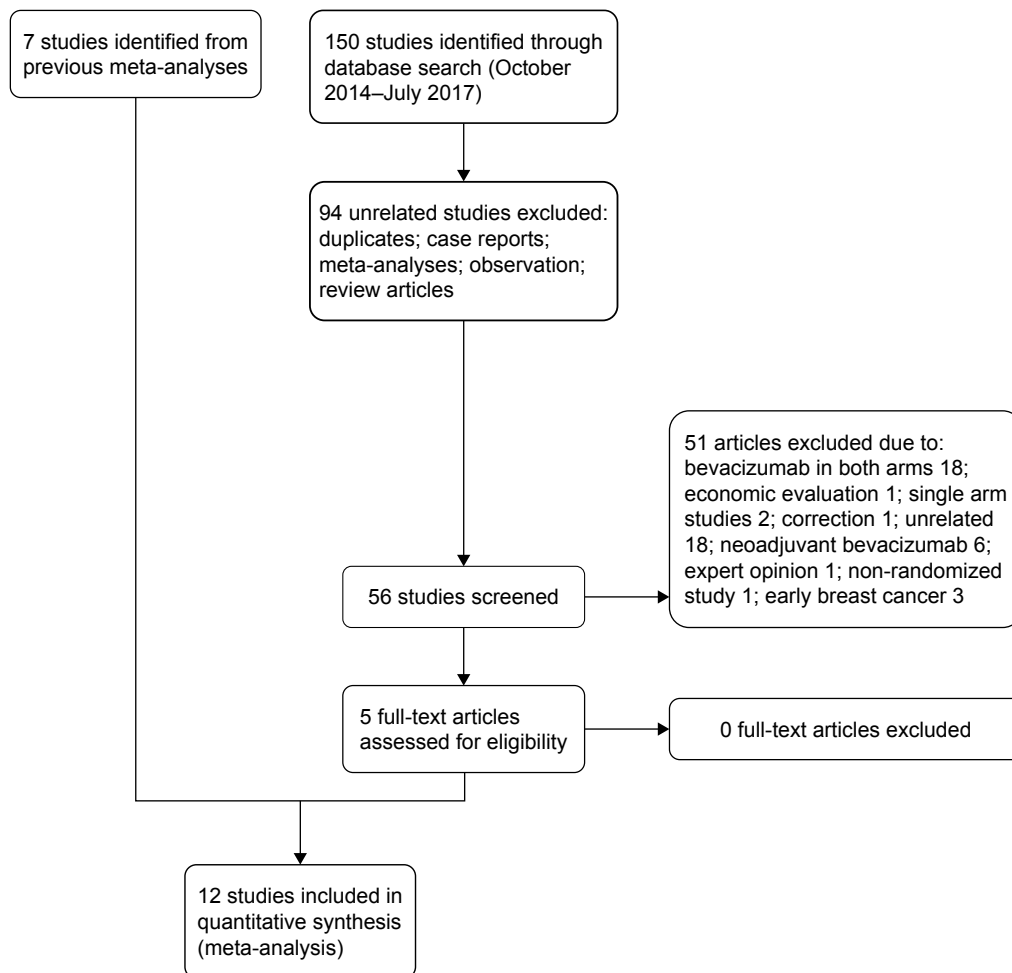 7 studies identified from
previous meta-analyses
150 studies identified through
database search (October
2014–July 2017)
94 unrelated studies excluded:
duplicates; case reports;
meta-analyses; observation;
review articles
51 articles excluded due to:
bevacizumab in both arms 18;
economic evaluation 1; single arm
studies 2; correction 1; unrelated
18; neoadjuvant bevacizumab 6;
expert opinion 1; non-randomized
study 1; early breast cancer 3
56 studies screened
5 full-text articles
assessed for eligibility
0 full-text articles excluded
12 studies included in
quantitative synthesis
(meta-analysis)